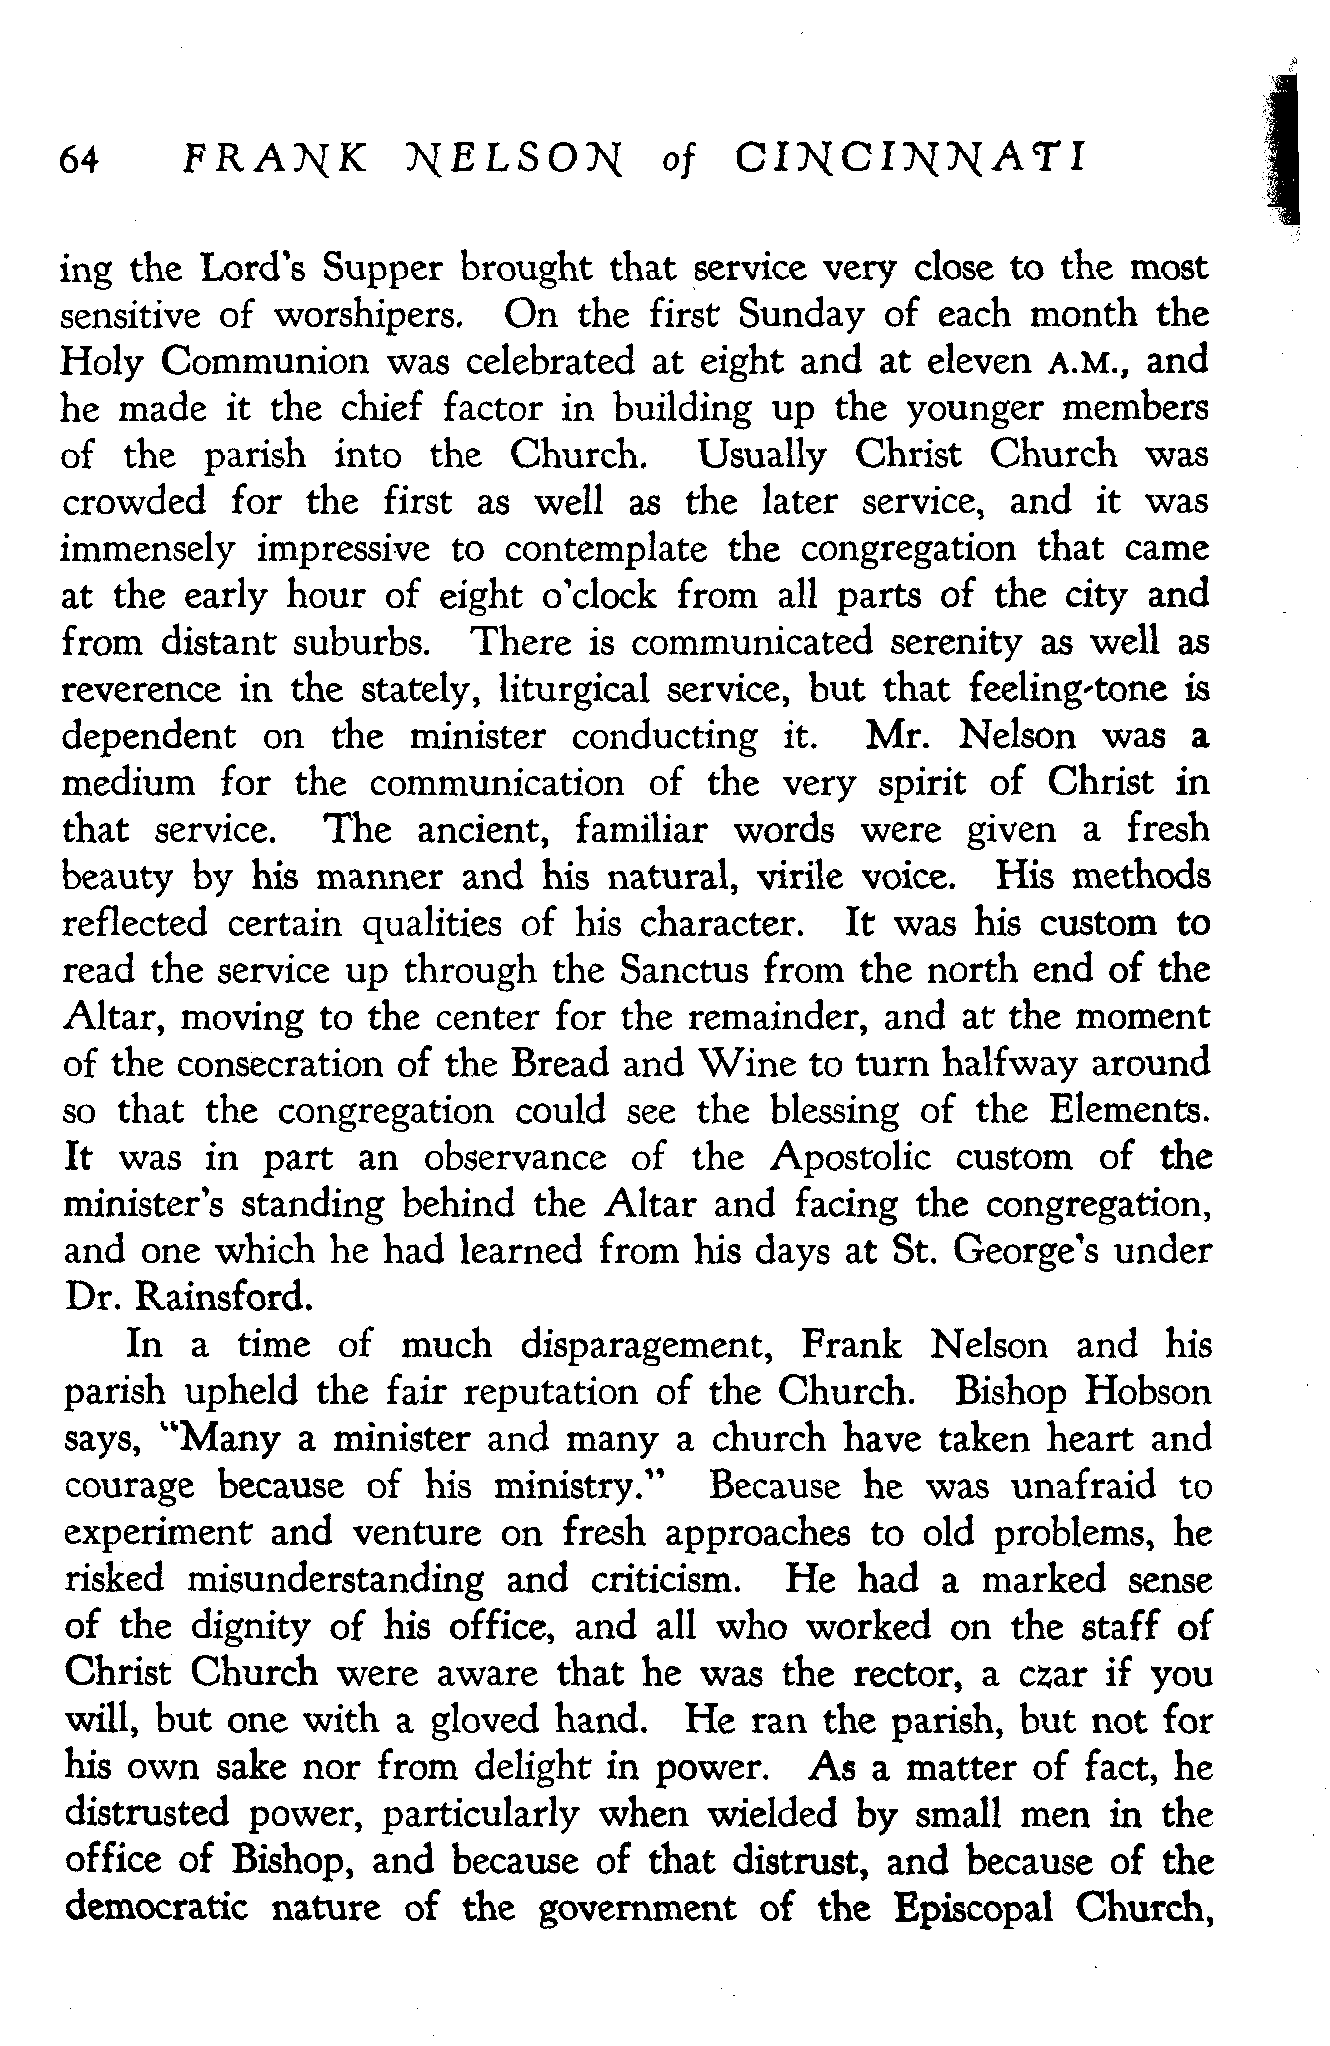 64 FRANK NELSON of CINCINNATI
ing the Lord's Supper brought that service very close to the most
sensitive of worshipers. On the first Sunday of each month the
Holy Communion was celebrated at eight and at eleven A.M., and
he made it the chief factor in building up the younger members
of the parish into the Church. Usually Christ Church was
crowded for the first as well as the later service, and it was
immensely impressive to contemplate the congregation that came
at the early hour of eight o'clock from all parts of the city and
from distant suburbs. There is communicated serenity as well as
reverence in the stately, liturgical service, but that feeling-tone is
dependent on the minister conducting it. Mr. Nelson was a
medium for the communication of the very spirit of Christ in
that service. The ancient, familiar words were given a fresh
beauty by his manner and his natural, virile voice. His methods
reflected certain qualities of his character. It was his custom to
read the service up through the Sanctus from the north end of the
Altar, moving to the center for the remainder, and at the moment
of the consecration of the Bread and Wine to turn halfway around
so that the congregation could see the blessing of the Elements.
It was in part an observance of the Apostolic custom of the
minister's standing behind the Altar and facing the congregation,
and one which he had learned from his days at St. George's under
Dr. Rainsford.
In a time of much disparagement, Frank Nelson and his
parish upheld the fair reputation of the Church. Bishop Hobson
says, "Many a minister and many a church have taken heart and
courage because of his ministry." Because he was unafraid to
experiment and venture on fresh approaches to old problems, he
risked misunderstanding and criticism. He had a marked sense
of the dignity of his office, and all who worked on the staff of
Christ Church were aware that he was the rector, a czar if you
will, but one with a gloved hand. He ran the parish, but not for
his own sake nor from delight in power. As a matter of fact, he
distrusted power, particularly when wielded by small men in the
office of Bishop, and because of that distrust, and because of the
democratic nature of the government of the Episcopal Church,